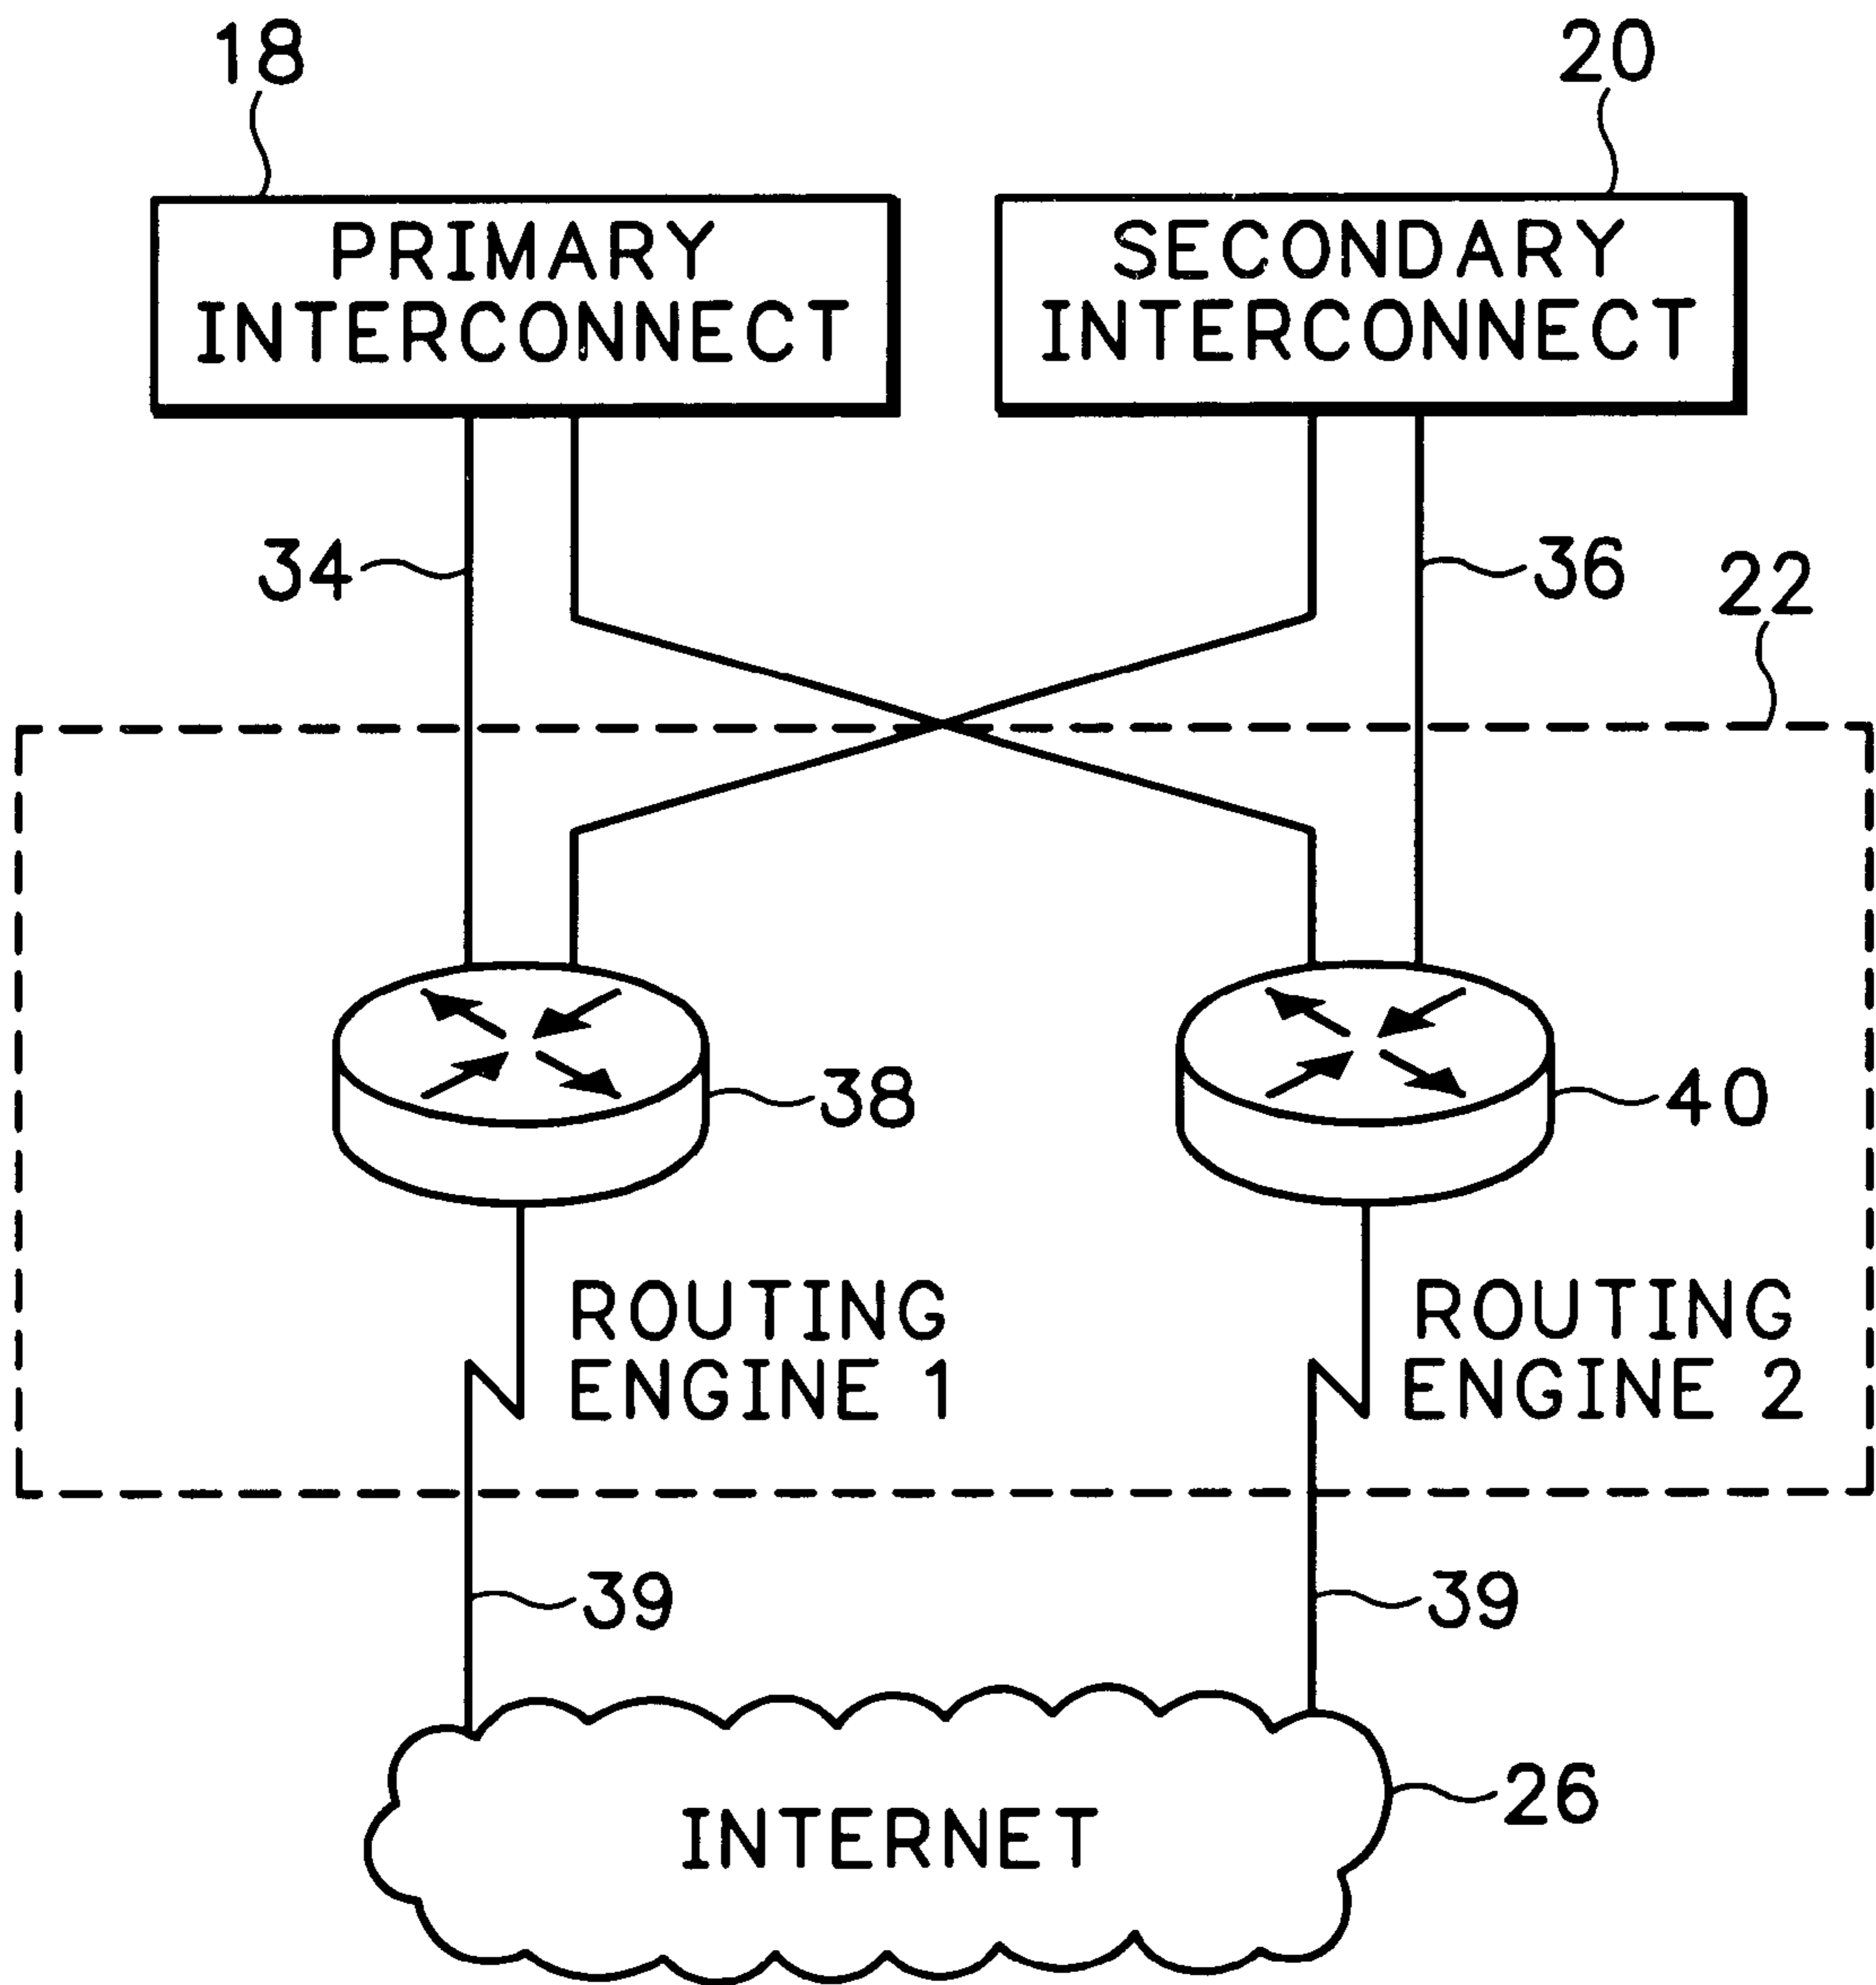 18
20
PRIMARY
INTERCONNECT
SECONDARY
INTERCONNECT
34
36
22
38
40
ROUTING
ENGINE 1
ROUTING
ENGINE 2
39
39
26
INTERNET